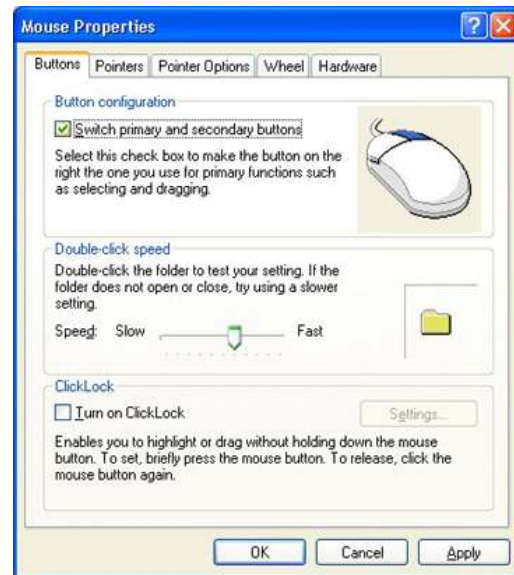 Mouse Properties
?
X
Buttons Pointers Pointer Options Wheel Hardware
Button configuration
Switch primary and secondary buttons
Select this check box to make the button on the
right the one you use for primary functions such
as selecting and dragging.
Double-click speed
Double-click the folder to test your setting. If the
folder does not open or close, try using a slower
setting.
Speed: Slow Fast
ClickLock
Turn on ClickLock Settings...
Enables you to highlight or drag without holding down the mouse
button. To set, briefly press the mouse button. To release, click the
mouse button again.
OK Cancel Apply